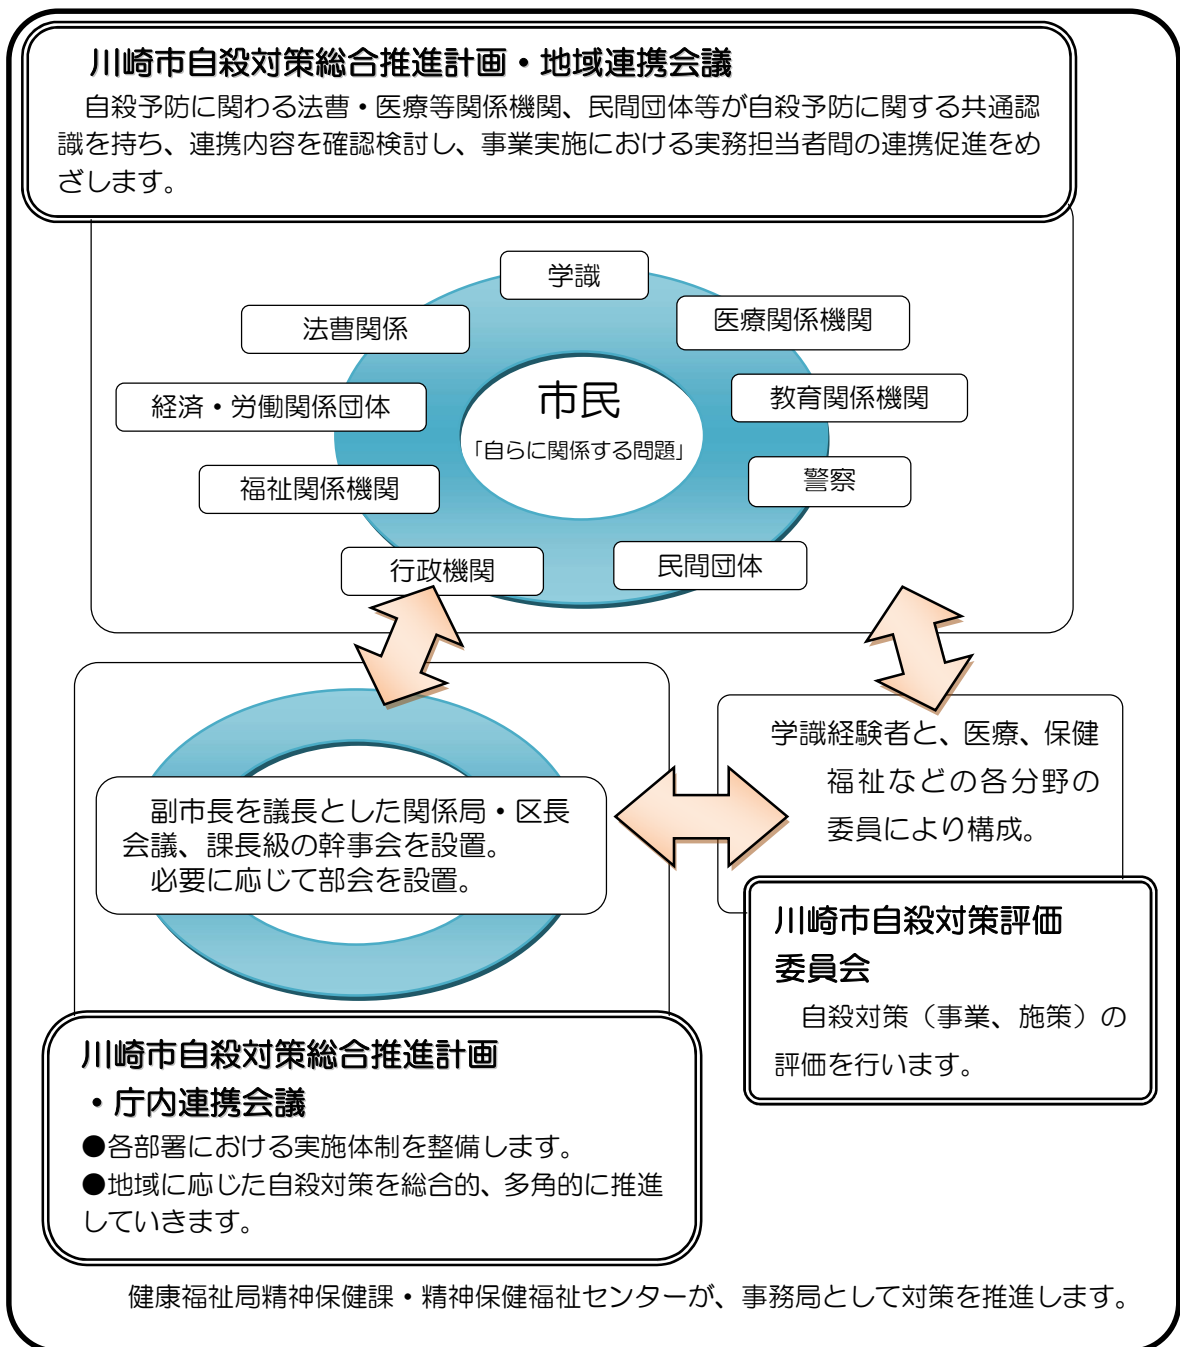 川崎市自殺対策総合推進計画・地域連携会議
自殺予防に関わる法曹・医療等関係機関、民間団体等が自殺予防に関する共通認
識を持ち、連携内容を確認検討し、事業実施における実務担当者間の連携促進をめ
ざします。
学識
法曹関係
医療関係機関
経済・労働関係団体
市民
「自らに関係する問題」
教育関係機関
福祉関係機関
警察
行政機関
民間団体
副市長を議長とした関係局・区長
会議、課長級の幹事会を設置。
必要に応じて部会を設置。
学識経験者と、医療、保健
福祉などの各分野の
委員により構成。
川崎市自殺対策評価
委員会
自殺対策（事業、施策）の
評価を行います。
川崎市自殺対策総合推進計画
・庁内連携会議
●各部署における実施体制を整備します。
●地域に応じた自殺対策を総合的、多角的に推進
していきます。
健康福祉局精神保健課・精神保健福祉センターが、事務局として対策を推進します。